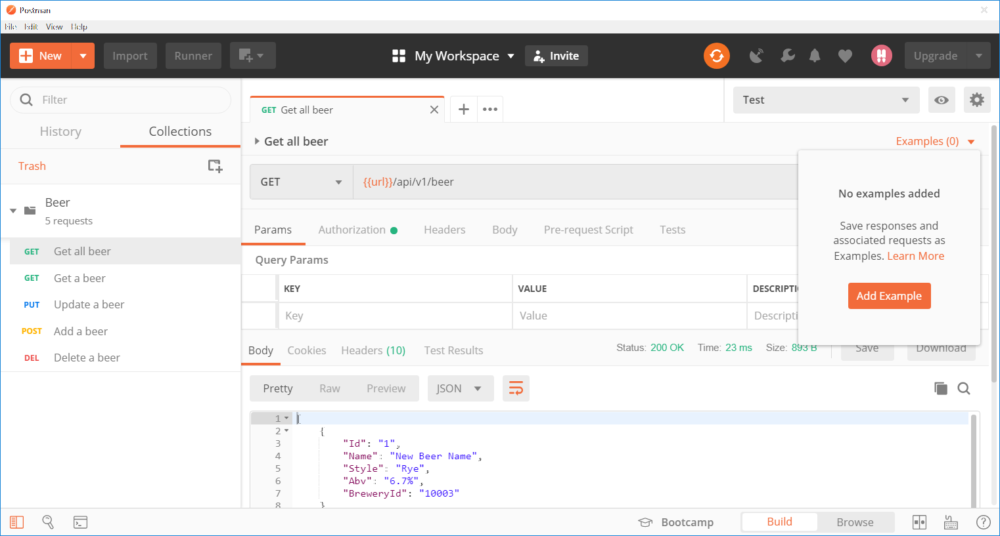 Postman
File Edit View Help
New Import Runner My Workspace Invite Upgrade
Filter
History Collections
Trash
Beer
5 requests
GET Get all beer
GET Get a beer
PUT Update a beer
POST Add a beer
DEL Delete a beer
GET Get all beer
Test
Get all beer
Examples (0)
GET {{url}}/api/v1/beer
No examples added
Save responses and
associated requests as
Examples. Learn More
Add Example
Params Authorization Headers Body Pre-request Script Tests
Query Params
KEY VALUE DESCRIPTI
Key Value Descripti
Body Cookies Headers (10) Test Results Status: 200 OK Time: 23 ms Size: 893 B Save Download
Pretty Raw Preview JSON
1 [
2 {
3 "Id": "1",
4 "Name": "New Beer Name",
5 "Style": "Rye",
6 "Abv": "6.7%",
7 "BreweryId": "10003"
8 }
Bootcamp Build Browse